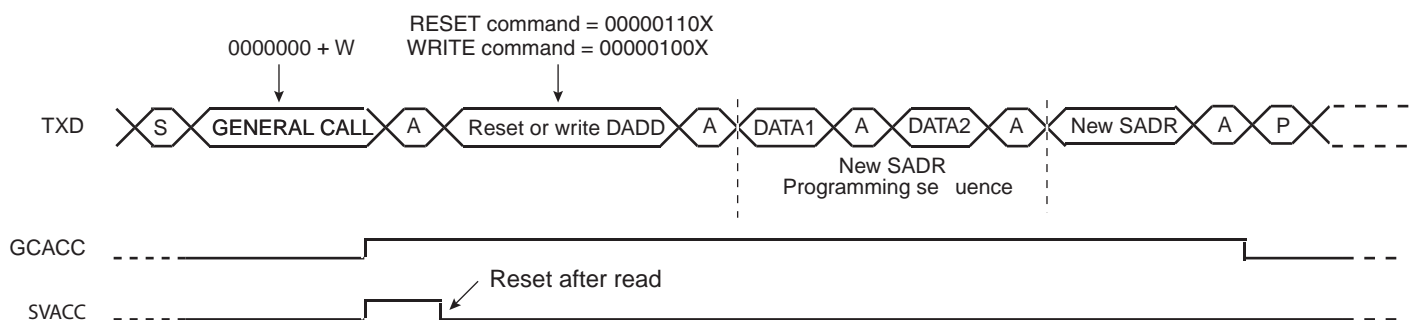 RESET command = 00000110X
0000000 + W WRITE command = 00000100X
TXD S GENERAL CALL A Reset or write DADD A DATA1 A DATA2 A New SADR A P
New SADR
Programming se uence
GCACC
Reset after read
SVACC